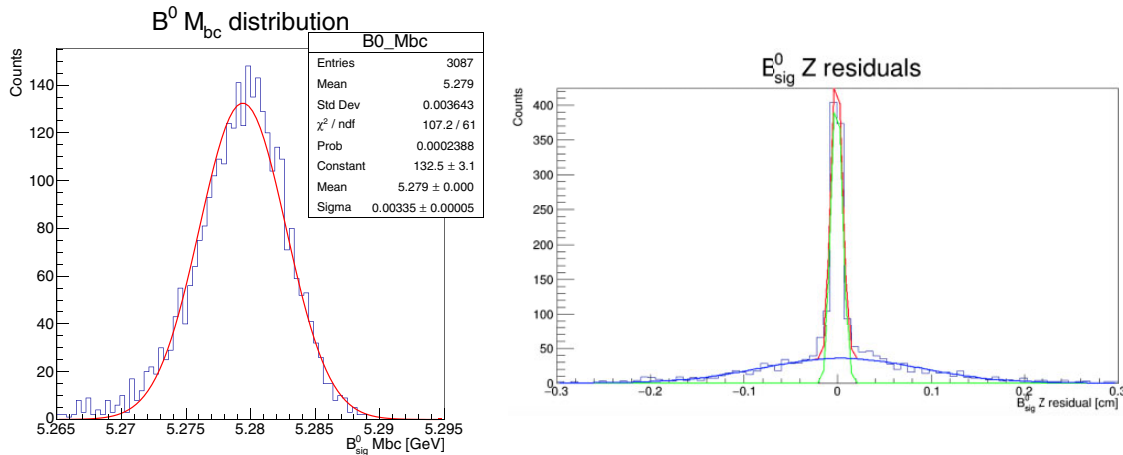 B⁰ M_bc distribution
B0_Mbc
Entries 3087
Mean 5.279
Std Dev 0.003643
χ² / ndf 107.2 / 61
Prob 0.0002388
Constant 132.5 ± 3.1
Mean 5.279 ± 0.000
Sigma 0.00335 ± 0.00005
Counts
140
120
100
80
60
40
20
0
5.265 5.27 5.275 5.28 5.285 5.29 5.295
B⁰_sig Mbc [GeV]
B⁰_sig Z residuals
Counts
400
350
300
250
200
150
100
50
0
−0.3 −0.2 −0.1 0 0.1 0.2 0.3
B⁰_sig Z residual [cm]